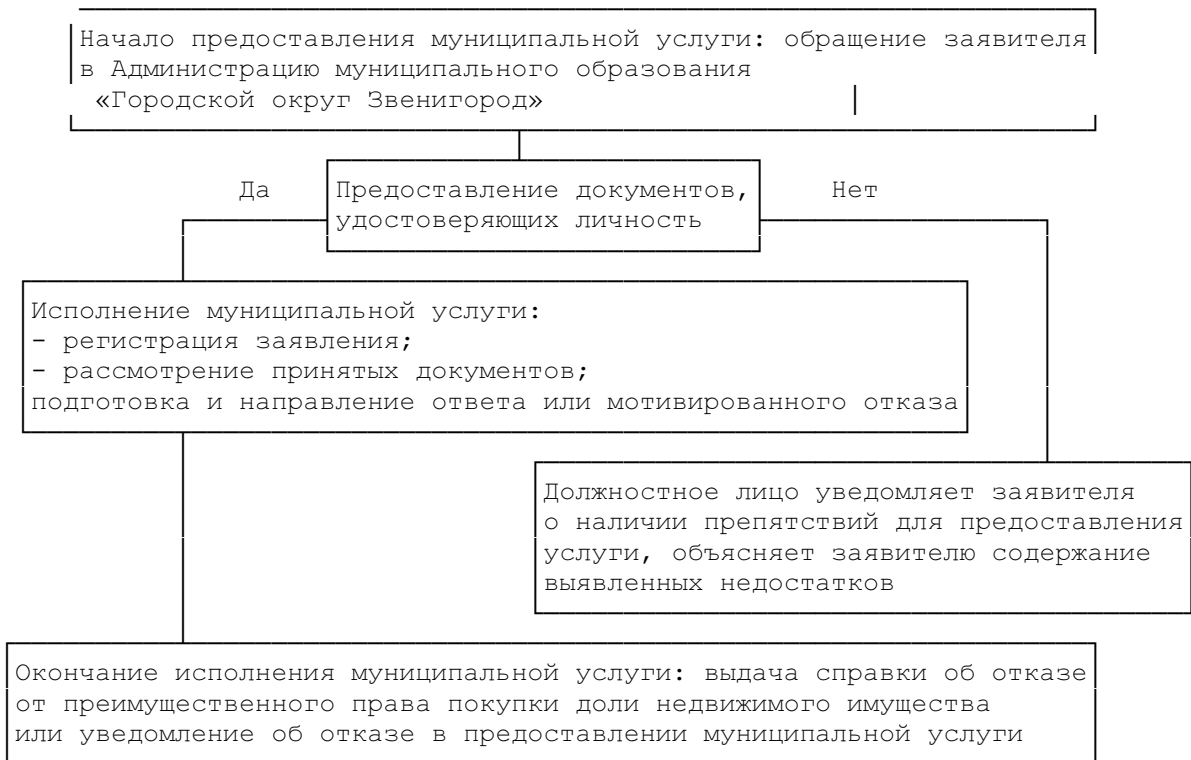 Начало предоставления муниципальной услуги: обращение заявителя
в Администрацию муниципального образования
«Городской округ Звенигород»
Да
Предоставление документов,
удостоверяющих личность
Нет
Исполнение муниципальной услуги:
- регистрация заявления;
- рассмотрение принятых документов;
подготовка и направление ответа или мотивированного отказа
Должностное лицо уведомляет заявителя
о наличии препятствий для предоставления
услуги, объясняет заявителю содержание
выявленных недостатков
Окончание исполнения муниципальной услуги: выдача справки об отказе
от преимущественного права покупки доли недвижимого имущества
или уведомление об отказе в предоставлении муниципальной услуги